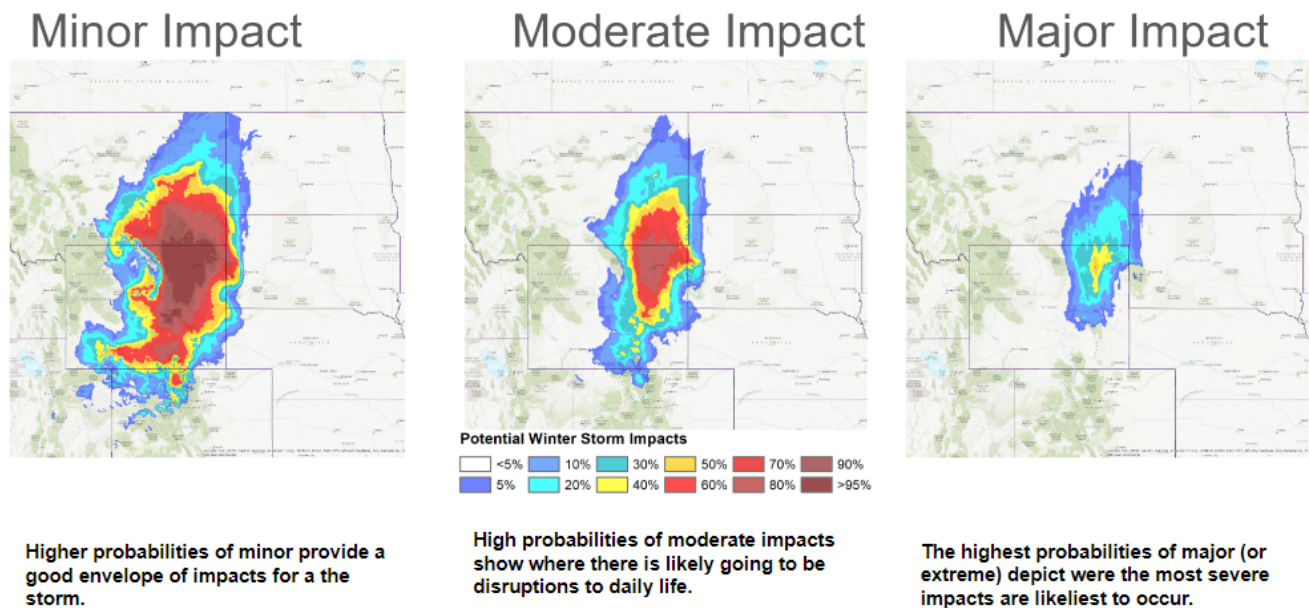 Minor Impact
Moderate Impact
Major Impact
Potential Winter Storm Impacts
<5% 10% 30% 50% 70% 90%
5% 20% 40% 60% 80% >95%
Higher probabilities of minor provide a
good envelope of impacts for a the
storm.
High probabilities of moderate impacts
show where there is likely going to be
disruptions to daily life.
The highest probabilities of major (or
extreme) depict were the most severe
impacts are likeliest to occur.